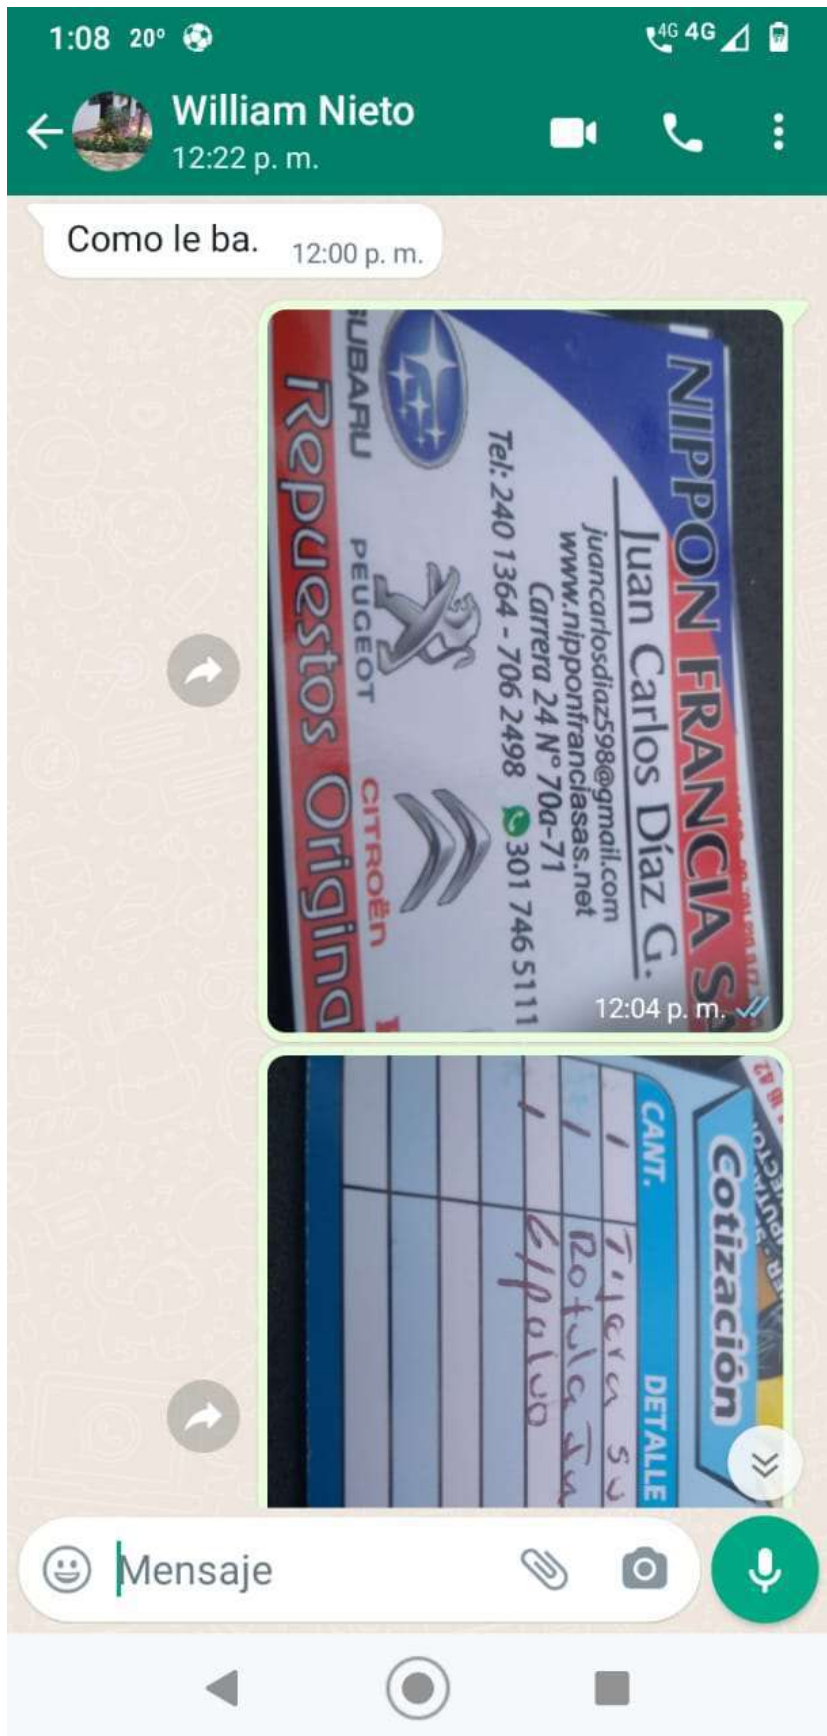 1:08 20°
4G 4G
William Nieto
12:22 p. m.
Como le ba. 12:00 p. m.
NIPPON FRANCIA SA
Juan Carlos Díaz G.
juancarlosdiaz598@gmail.com
www.nipponfranciasas.net
Carrera 24 N° 70a-71
Tel: 240 1364 - 706 2498 301 746 5111
SUBARU PEUGEOT CITROËN
Repuestos Origina
12:04 p. m.
Cotización
CANT. DETALLE
1 Tijera su
1 Rotula
1
Mensaje